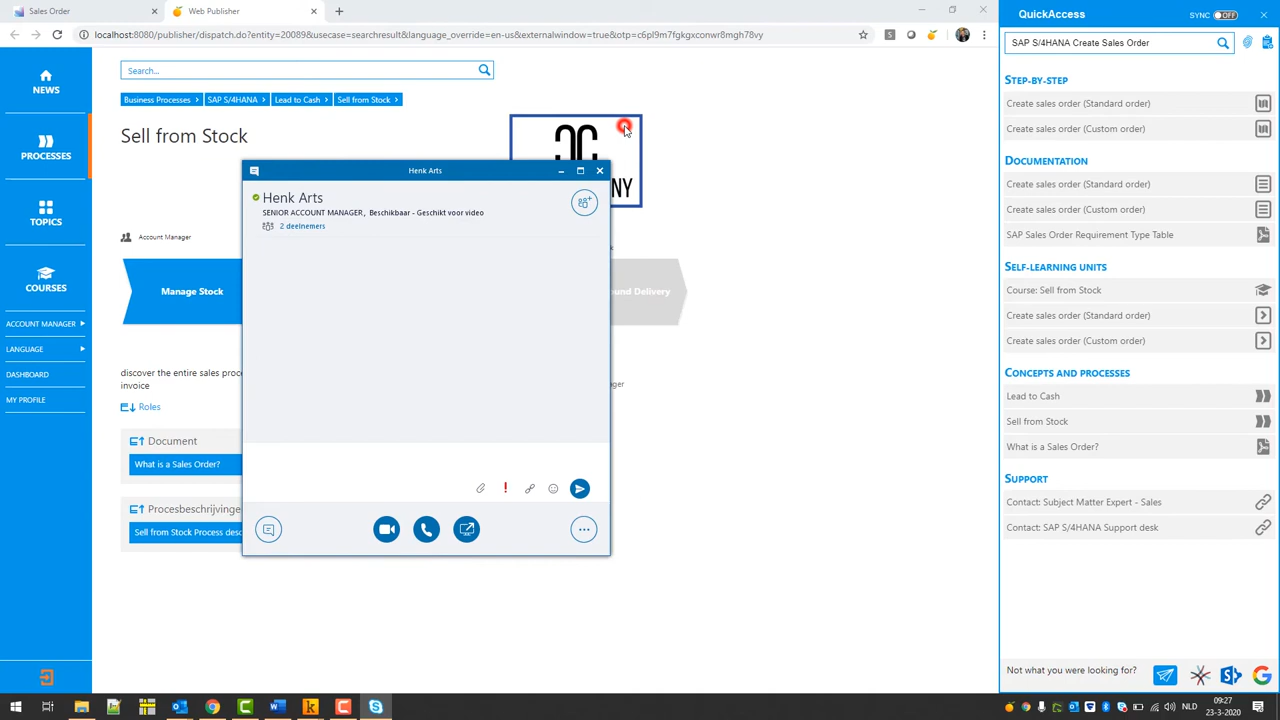 Sales Order
Web Publisher
localhost:8080/publisher/dispatch.do?entity=20089&usecase=searchresult&language_override=en-us&externalwindow=true&otp=c6pl9m7fgkgxconwr8mgh78vy
QuickAccess
SYNC
OFF
SAP S/4HANA Create Sales Order
STEP-BY-STEP
Create sales order (Standard order)
Create sales order (Custom order)
DOCUMENTATION
Create sales order (Standard order)
Create sales order (Custom order)
SAP Sales Order Requirement Type Table
SELF-LEARNING UNITS
Course: Sell from Stock
Create sales order (Standard order)
Create sales order (Custom order)
CONCEPTS AND PROCESSES
Lead to Cash
Sell from Stock
What is a Sales Order?
SUPPORT
Contact: Subject Matter Expert - Sales
Contact: SAP S/4HANA Support desk
Not what you were looking for?
NEWS
PROCESSES
TOPICS
COURSES
ACCOUNT MANAGER
LANGUAGE
DASHBOARD
MY PROFILE
Search...
Business Processes
SAP S/4HANA
Lead to Cash
Sell from Stock
Sell from Stock
NY
Account Manager
Manage Stock
und Delivery
discover the entire sales proc
invoice
ger
Roles
Document
What is a Sales Order?
Procesbeschrijvinge
Sell from Stock Process desc
Henk Arts
Henk Arts
SENIOR ACCOUNT MANAGER, Beschikbaar - Geschikt voor video
2 deelnemers
NLD
09:27
23-3-2020